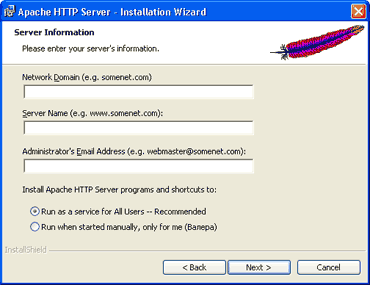 Apache HTTP Server - Installation Wizard
Server Information
Please enter your server's information.
Network Domain (e.g. somenet.com)
Server Name (e.g. www.somenet.com):
Administrator's Email Address (e.g. webmaster@somenet.com):
Install Apache HTTP Server programs and shortcuts to:
Run as a service for All Users -- Recommended
Run when started manually, only for me (Валера)
InstallShield
< Back
Next >
Cancel